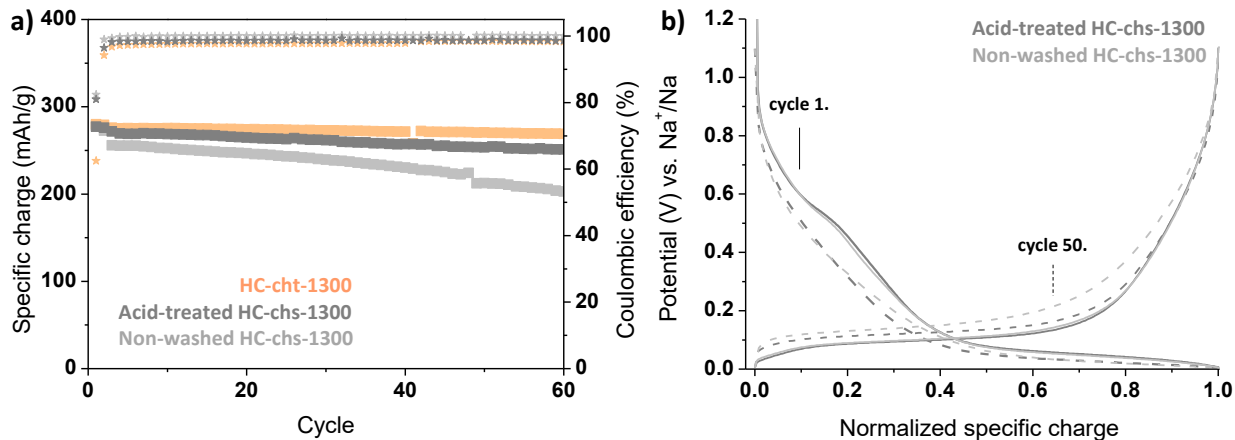 a)
400
300
200
100
0
Specific charge (mAh/g)
0
20
40
60
Cycle
100
80
60
40
20
0
Coulombic efficiency (%)
HC-cht-1300
Acid-treated HC-chs-1300
Non-washed HC-chs-1300
b)
1.2
1.0
0.8
0.6
0.4
0.2
0.0
Potential (V) vs. Na⁺/Na
0.0
0.2
0.4
0.6
0.8
1.0
Normalized specific charge
Acid-treated HC-chs-1300
Non-washed HC-chs-1300
cycle 1.
cycle 50.